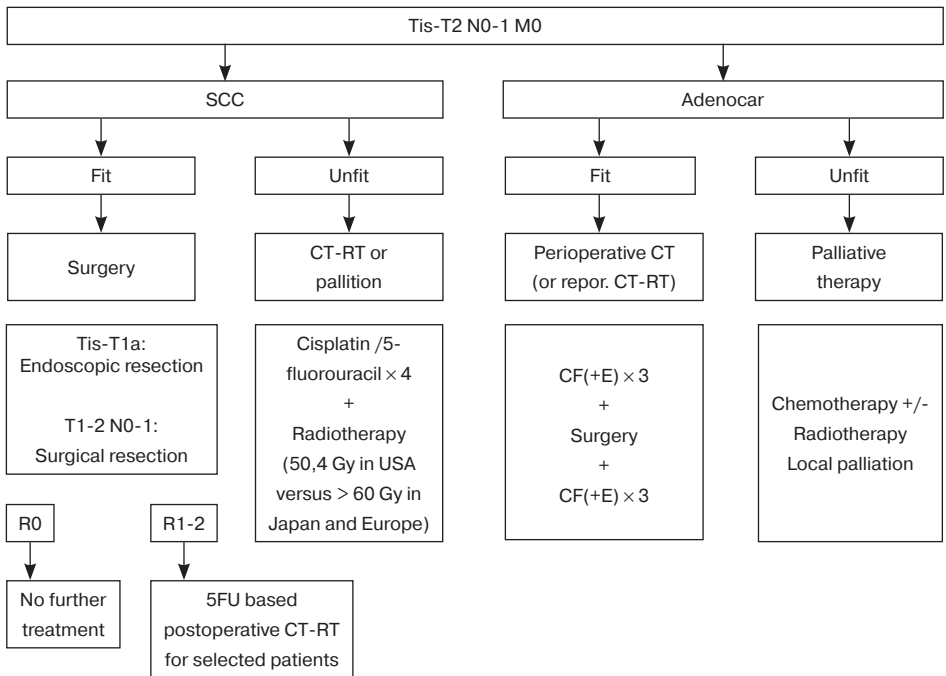 Tis-T2 N0-1 M0
SCC
Adenocar
Fit
Unfit
Fit
Unfit
Surgery
CT-RT or
pallition
Perioperative CT
(or repor. CT-RT)
Palliative
therapy
Tis-T1a:
Endoscopic resection
T1-2 N0-1:
Surgical resection
Cisplatin /5-
fluorouracil × 4
+
Radiotherapy
(50,4 Gy in USA
versus > 60 Gy in
Japan and Europe)
CF(+E) × 3
+
Surgery
+
CF(+E) × 3
Chemotherapy +/-
Radiotherapy
Local palliation
R0
R1-2
No further
treatment
5FU based
postoperative CT-RT
for selected patients